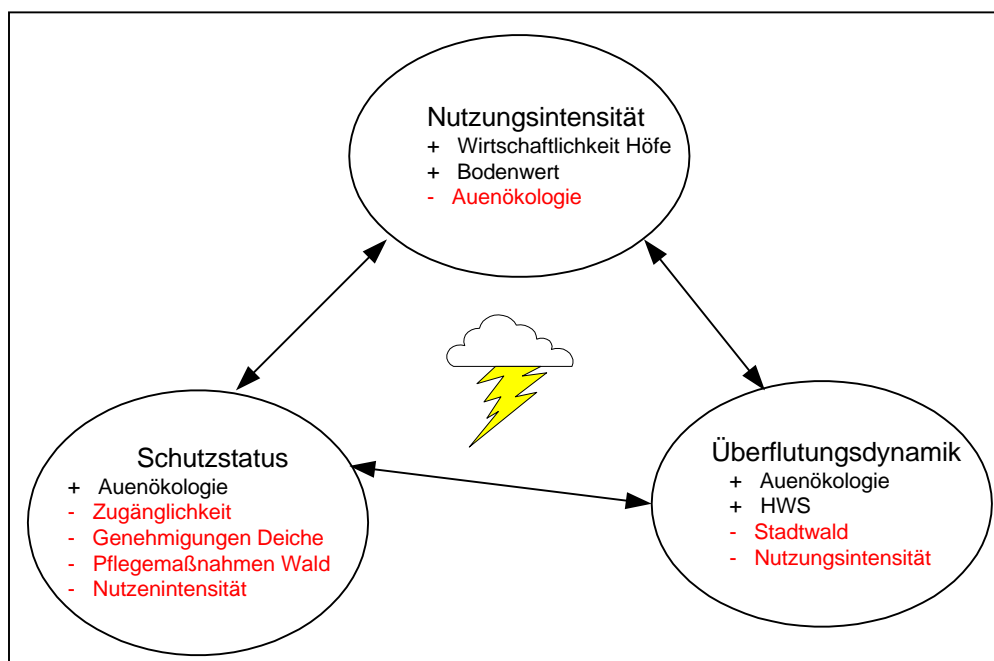 Nutzungsintensität
+ Wirtschaftlichkeit Höfe
+ Bodenwert
- Auenökologie
Schutzstatus
+ Auenökologie
- Zugänglichkeit
- Genehmigungen Deiche
- Pflegemaßnahmen Wald
- Nutzenintensität
Überflutungsdynamik
+ Auenökologie
+ HWS
- Stadtwald
- Nutzungsintensität